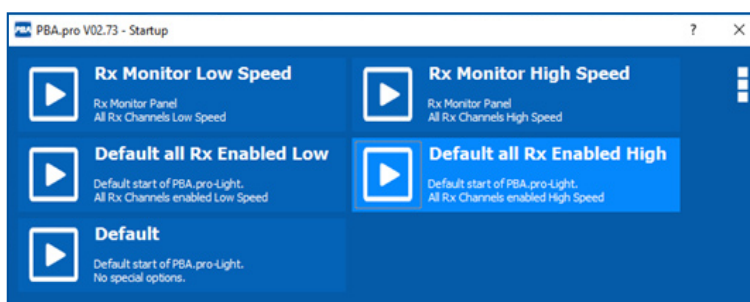 PBA PBA.pro V02.73 - Startup ?
Rx Monitor Low Speed
Rx Monitor Panel
All Rx Channels Low Speed
Rx Monitor High Speed
Rx Monitor Panel
All Rx Channels High Speed
Default all Rx Enabled Low
Default start of PBA.pro-Light.
All Rx Channels enabled Low Speed
Default all Rx Enabled High
Default start of PBA.pro-Light.
All Rx Channels enabled High Speed
Default
Default start of PBA.pro-Light.
No special options.